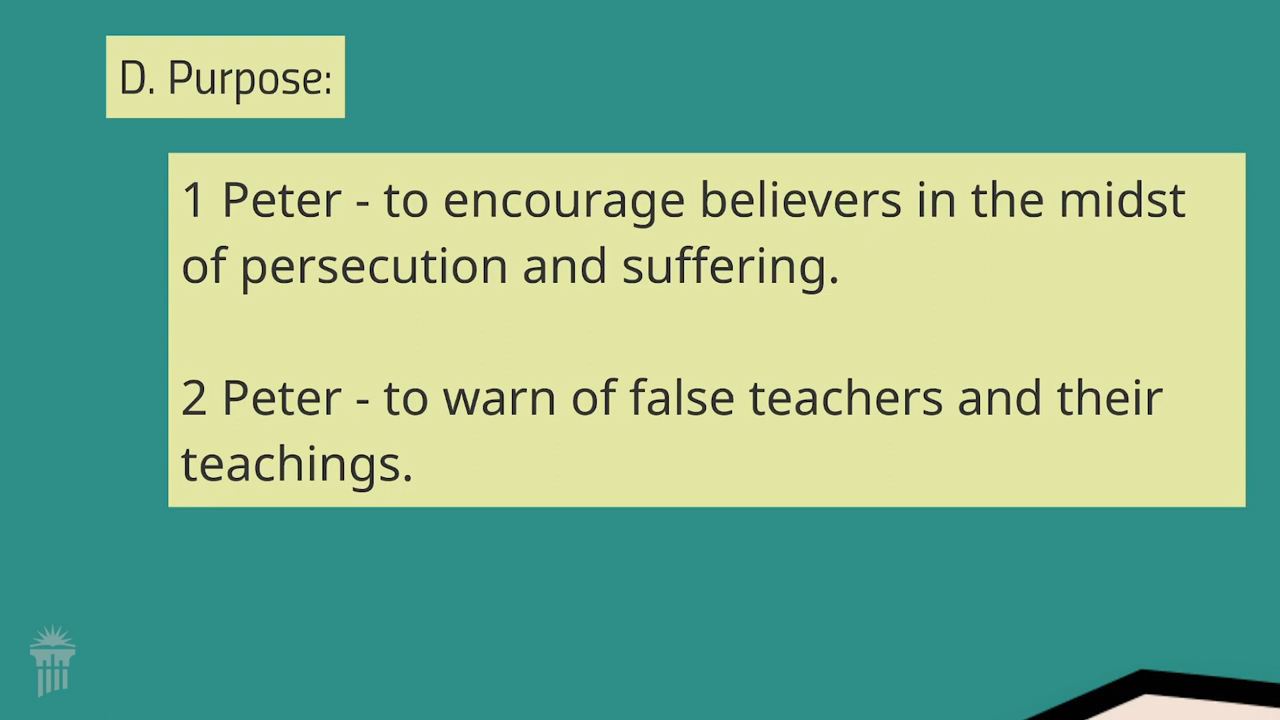 D. Purpose:
1 Peter - to encourage believers in the midst
of persecution and suffering.
2 Peter - to warn of false teachers and their
teachings.